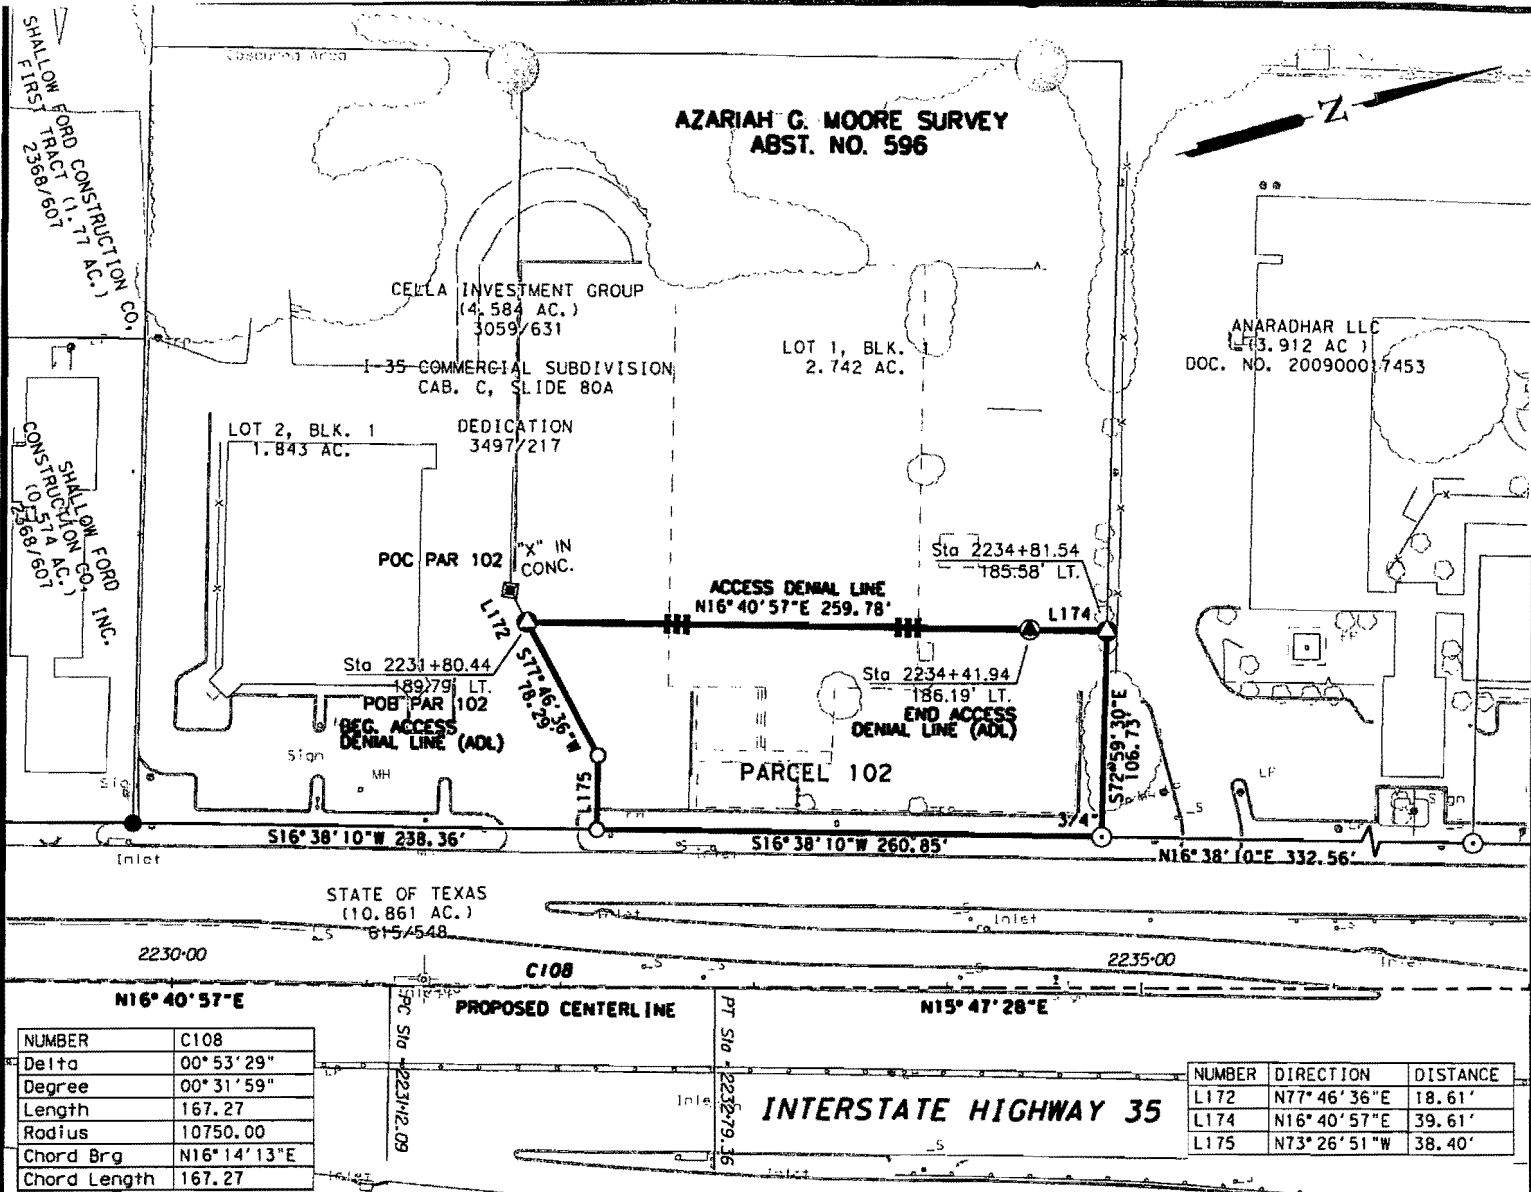 SHALLOW FORD CONSTRUCTION CO.
FIRST TRACT (1.77 AC.)
2368/607
Obscured Area
AZARIAH G. MOORE SURVEY
ABST. NO. 596
N
CELLA INVESTMENT GROUP
(4.584 AC.)
3059/631
I-35 COMMERCIAL SUBDIVISION
CAB. C, SLIDE 80A
DEDICATION
3497/217
LOT 1, BLK. 1
2.742 AC.
ANARADHAR LLC
(3.912 AC )
DOC. NO. 200900017453
LOT 2, BLK. 1
1.843 AC.
SHALLOW FORD
CONSTRUCTION CO. INC.
(0.574 AC.)
2368/607
POC PAR 102
"X" IN
CONC.
L172
ACCESS DENIAL LINE
N16°40'57"E 259.78'
Sta 2234+81.54
185.58' LT.
L174
Sta 2231+80.44
189.79' LT.
POB PAR 102
BEG. ACCESS
DENIAL LINE (ADL)
S77°46'36"W
78.29'
Sta 2234+41.94
186.19' LT.
END ACCESS
DENIAL LINE (ADL)
S72°59'30"E
106.73'
PARCEL 102
L175
Sign
MH
LP
Sign
3/4"
S16°38'10"W 238.36'
S16°38'10"W 260.85'
N16°38'10"E 332.56'
Inlet
STATE OF TEXAS
(10.861 AC.)
615/548
Inlet
Inlet
2230+00
C108
2235+00
N16°40'57"E
PROPOSED CENTERLINE
N15°47'28"E
PC Sta = 2231+12.09
PT Sta = 2232+79.36
INTERSTATE HIGHWAY 35
NUMBER C108
Delta 00°53'29"
Degree 00°31'59"
Length 167.27
Radius 10750.00
Chord Brg N16°14'13"E
Chord Length 167.27
NUMBER DIRECTION DISTANCE
L172 N77°46'36"E 18.61'
L174 N16°40'57"E 39.61'
L175 N73°26'51"W 38.40'
Inlet
Inlet